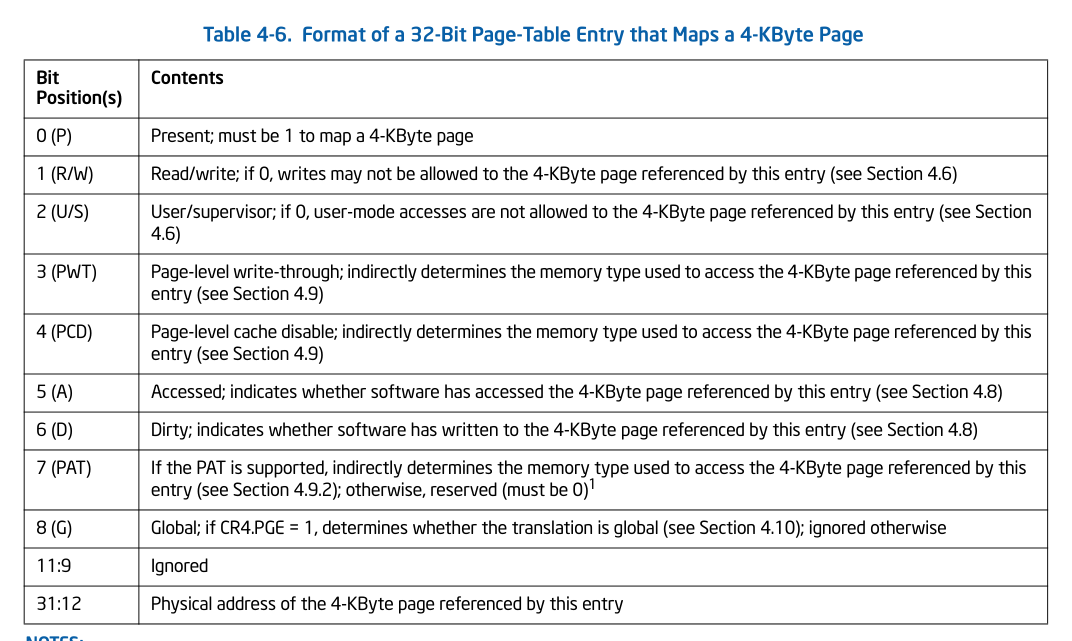 Table 4-6. Format of a 32-Bit Page-Table Entry that Maps a 4-KByte Page
Bit
Position(s)
Contents
0 (P)
Present; must be 1 to map a 4-KByte page
1 (R/W)
Read/write; if 0, writes may not be allowed to the 4-KByte page referenced by this entry (see Section 4.6)
2 (U/S)
User/supervisor; if 0, user-mode accesses are not allowed to the 4-KByte page referenced by this entry (see Section
4.6)
3 (PWT)
Page-level write-through; indirectly determines the memory type used to access the 4-KByte page referenced by this
entry (see Section 4.9)
4 (PCD)
Page-level cache disable; indirectly determines the memory type used to access the 4-KByte page referenced by this
entry (see Section 4.9)
5 (A)
Accessed; indicates whether software has accessed the 4-KByte page referenced by this entry (see Section 4.8)
6 (D)
Dirty; indicates whether software has written to the 4-KByte page referenced by this entry (see Section 4.8)
7 (PAT)
If the PAT is supported, indirectly determines the memory type used to access the 4-KByte page referenced by this
entry (see Section 4.9.2); otherwise, reserved (must be 0)1
8 (G)
Global; if CR4.PGE = 1, determines whether the translation is global (see Section 4.10); ignored otherwise
11:9
Ignored
31:12
Physical address of the 4-KByte page referenced by this entry
NOTES: